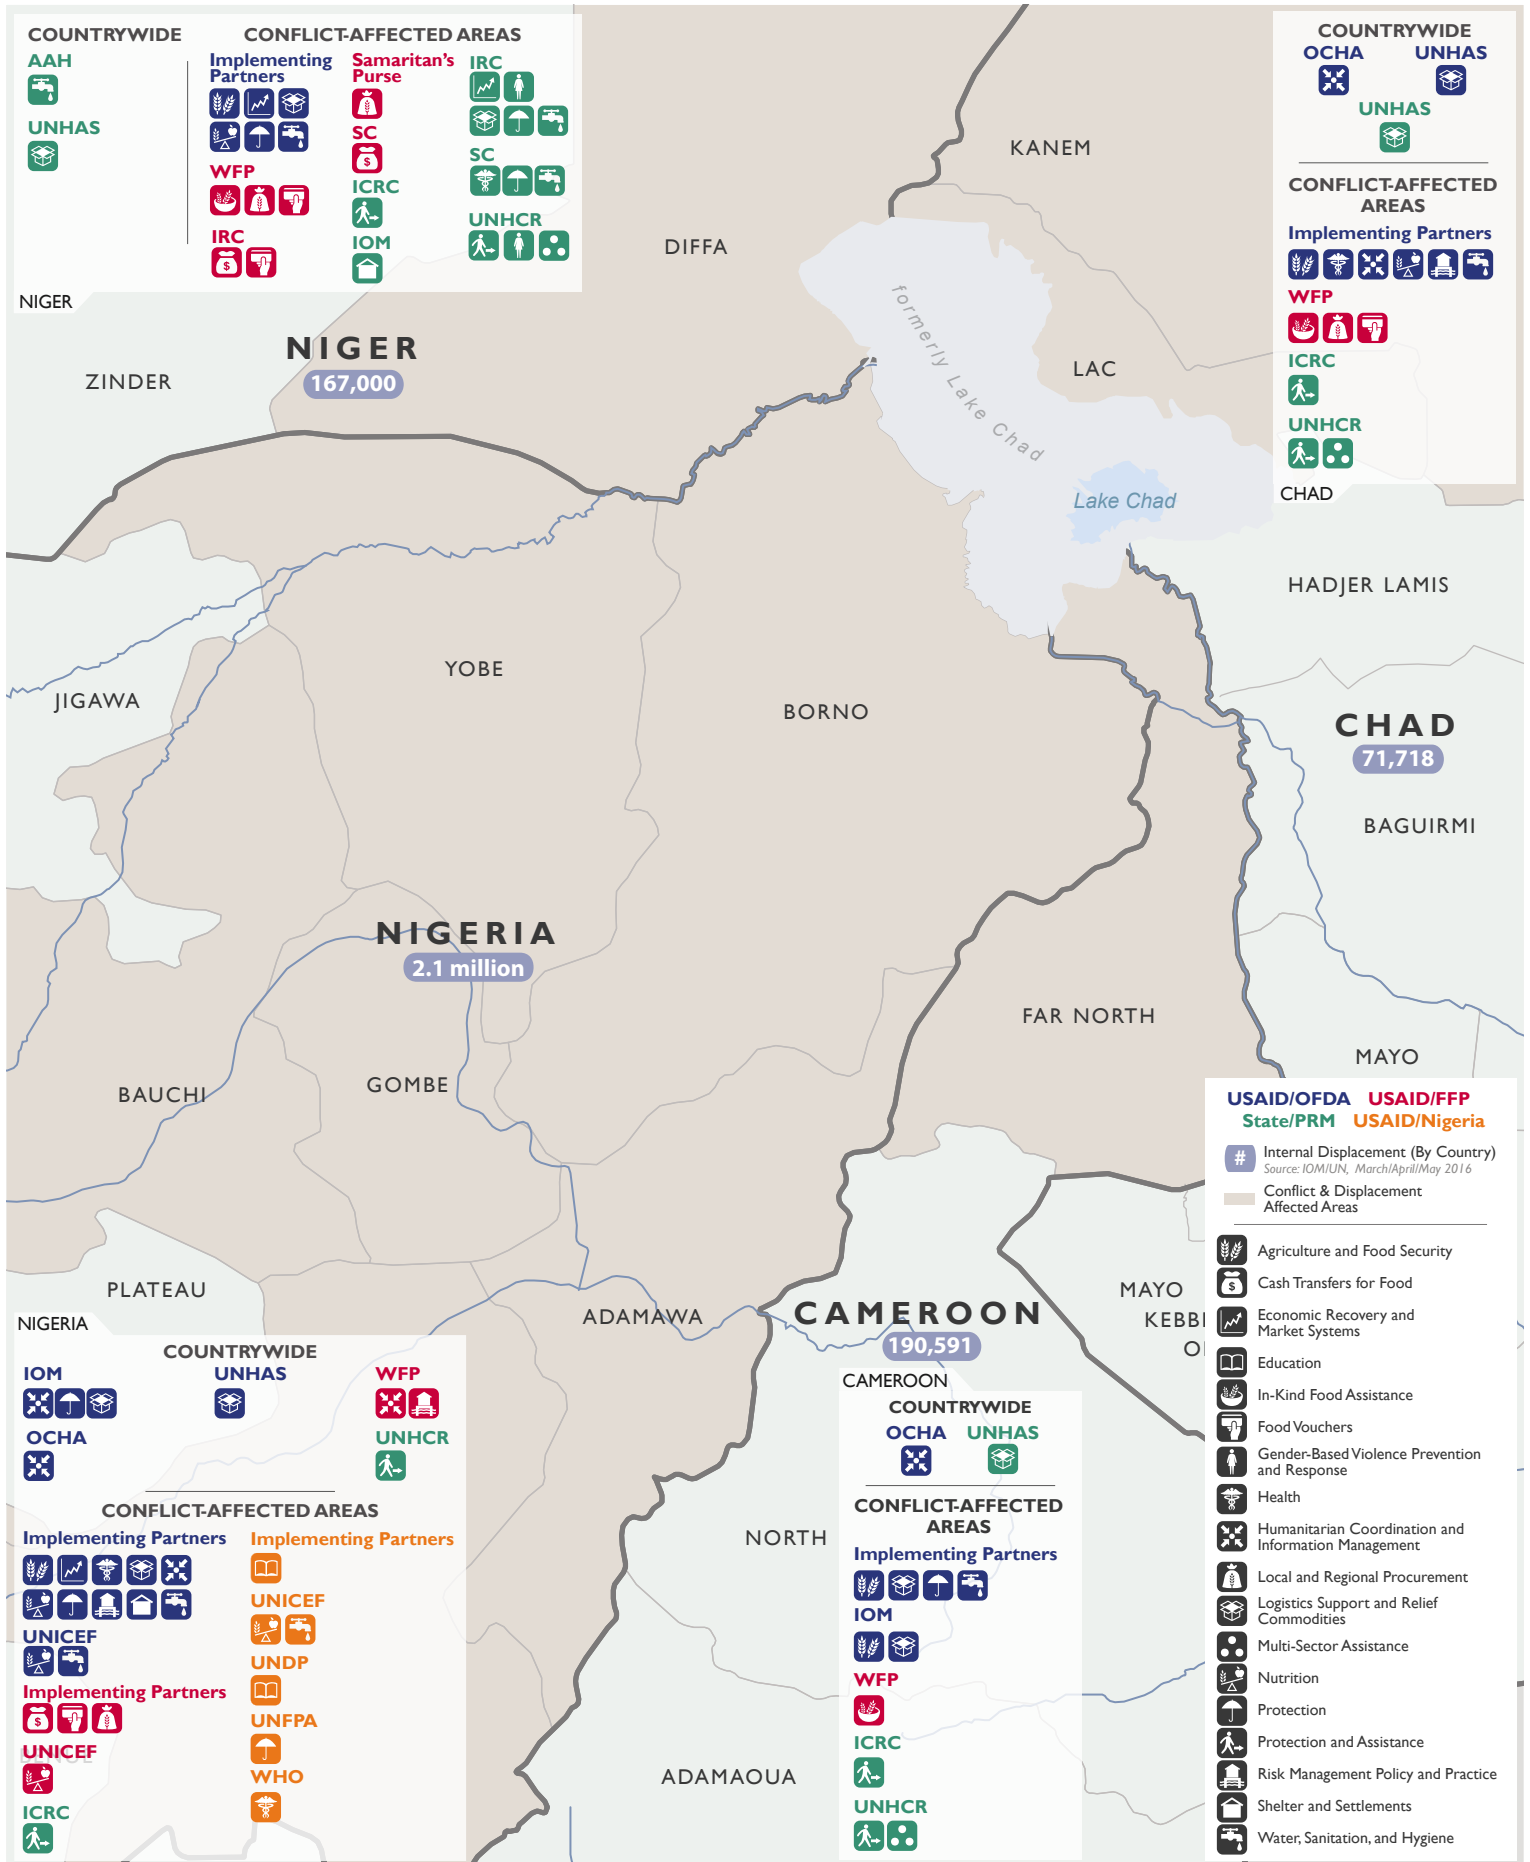 COUNTRYWIDE
AAH
UNHAS
CONFLICT-AFFECTED AREAS
Implementing
Partners
WFP
IRC
Samaritan's
Purse
SC
ICRC
IOM
IRC
SC
UNHCR
NIGER
COUNTRYWIDE
OCHA
UNHAS
UNHAS
CONFLICT-AFFECTED
AREAS
Implementing Partners
WFP
ICRC
UNHCR
CHAD
KANEM
DIFFA
formerly Lake Chad
LAC
NIGER
167,000
ZINDER
Lake Chad
HADJER LAMIS
YOBE
JIGAWA
BORNO
CHAD
71,718
BAGUIRMI
NIGERIA
2.1 million
FAR NORTH
MAYO
BAUCHI
GOMBE
PLATEAU
ADAMAWA
CAMEROON
190,591
MAYO
KEBBI
O
NORTH
ADAMAOUA
BENUE
NIGERIA
COUNTRYWIDE
IOM
UNHAS
WFP
OCHA
UNHCR
CONFLICT-AFFECTED AREAS
Implementing Partners
UNICEF
Implementing Partners
UNICEF
ICRC
Implementing Partners
UNICEF
UNDP
UNFPA
WHO
CAMEROON
COUNTRYWIDE
OCHA
UNHAS
CONFLICT-AFFECTED
AREAS
Implementing Partners
IOM
WFP
ICRC
UNHCR
USAID/OFDA USAID/FFP
State/PRM USAID/Nigeria
# Internal Displacement (By Country)
Source: IOM/UN, March/April/May 2016
Conflict & Displacement
Affected Areas
Agriculture and Food Security
Cash Transfers for Food
Economic Recovery and
Market Systems
Education
In-Kind Food Assistance
Food Vouchers
Gender-Based Violence Prevention
and Response
Health
Humanitarian Coordination and
Information Management
Local and Regional Procurement
Logistics Support and Relief
Commodities
Multi-Sector Assistance
Nutrition
Protection
Protection and Assistance
Risk Management Policy and Practice
Shelter and Settlements
Water, Sanitation, and Hygiene